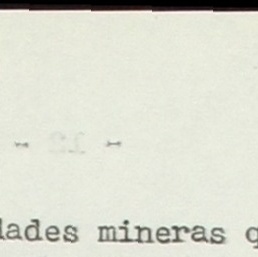 - -
dades mineras q